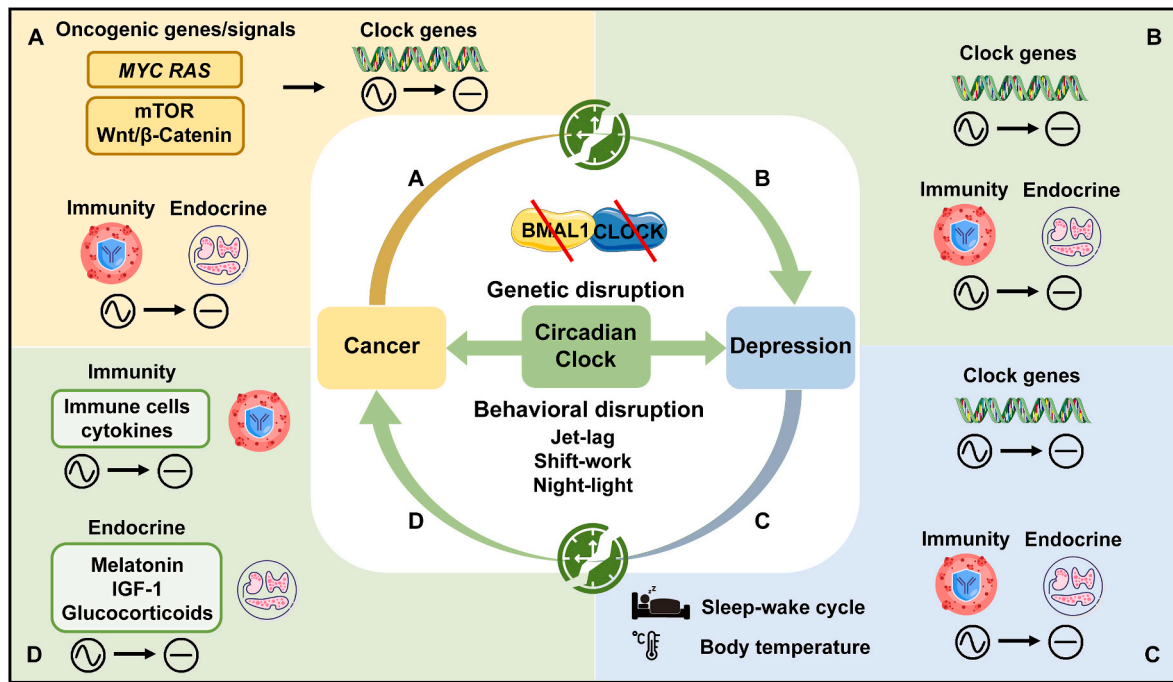 A
Oncogenic genes/signals
MYC RAS
mTOR
Wnt/β-Catenin
Clock genes
Immunity
Endocrine
B
Clock genes
Immunity
Endocrine
A
B
BMAL1
CLOCK
Genetic disruption
Cancer
Circadian
Clock
Depression
Behavioral disruption
Jet-lag
Shift-work
Night-light
D
C
Immunity
Immune cells
cytokines
Endocrine
Melatonin
IGF-1
Glucocorticoids
D
Clock genes
Immunity
Endocrine
z z
Sleep-wake cycle
°C
Body temperature
C